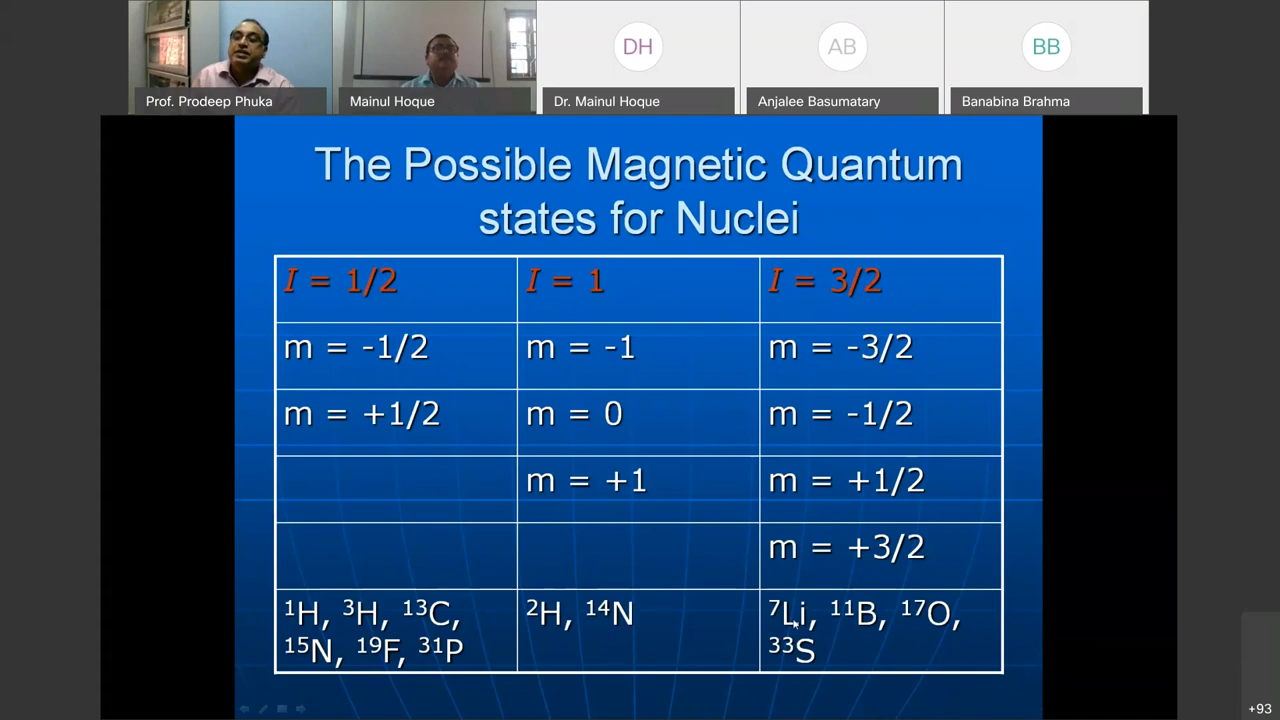 DH
AB
BB
Prof. Prodeep Phuka
Mainul Hoque
Dr. Mainul Hoque
Anjalee Basumatary
Banabina Brahma
The Possible Magnetic Quantum
states for Nuclei
I = 1/2 I = 1 I = 3/2
m = -1/2 m = -1 m = -3/2
m = +1/2 m = 0 m = -1/2
m = +1 m = +1/2
m = +3/2
¹H, ³H, ¹³C, ²H, ¹⁴N ⁷Li, ¹¹B, ¹⁷O,
¹⁵N, ¹⁹F, ³¹P ³³S
+93